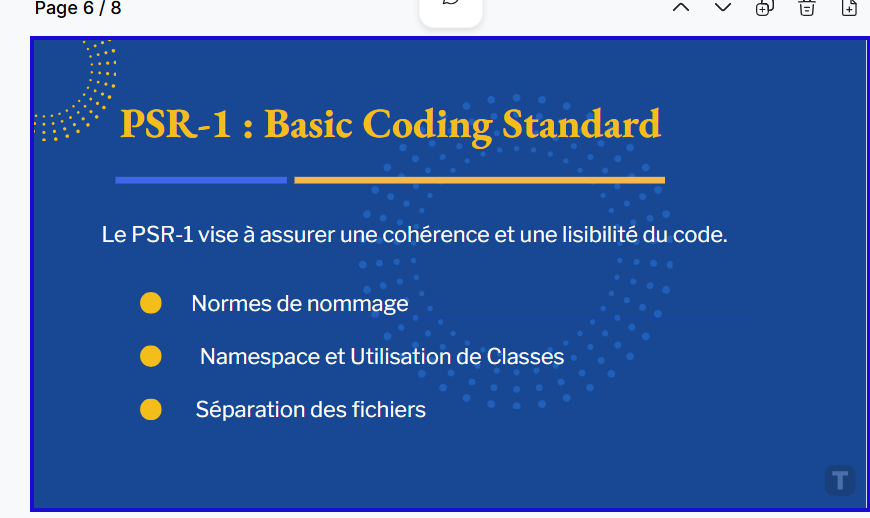 Page 6 / 8
PSR-1 : Basic Coding Standard
Le PSR-1 vise à assurer une cohérence et une lisibilité du code.
Normes de nommage
Namespace et Utilisation de Classes
Séparation des fichiers
T